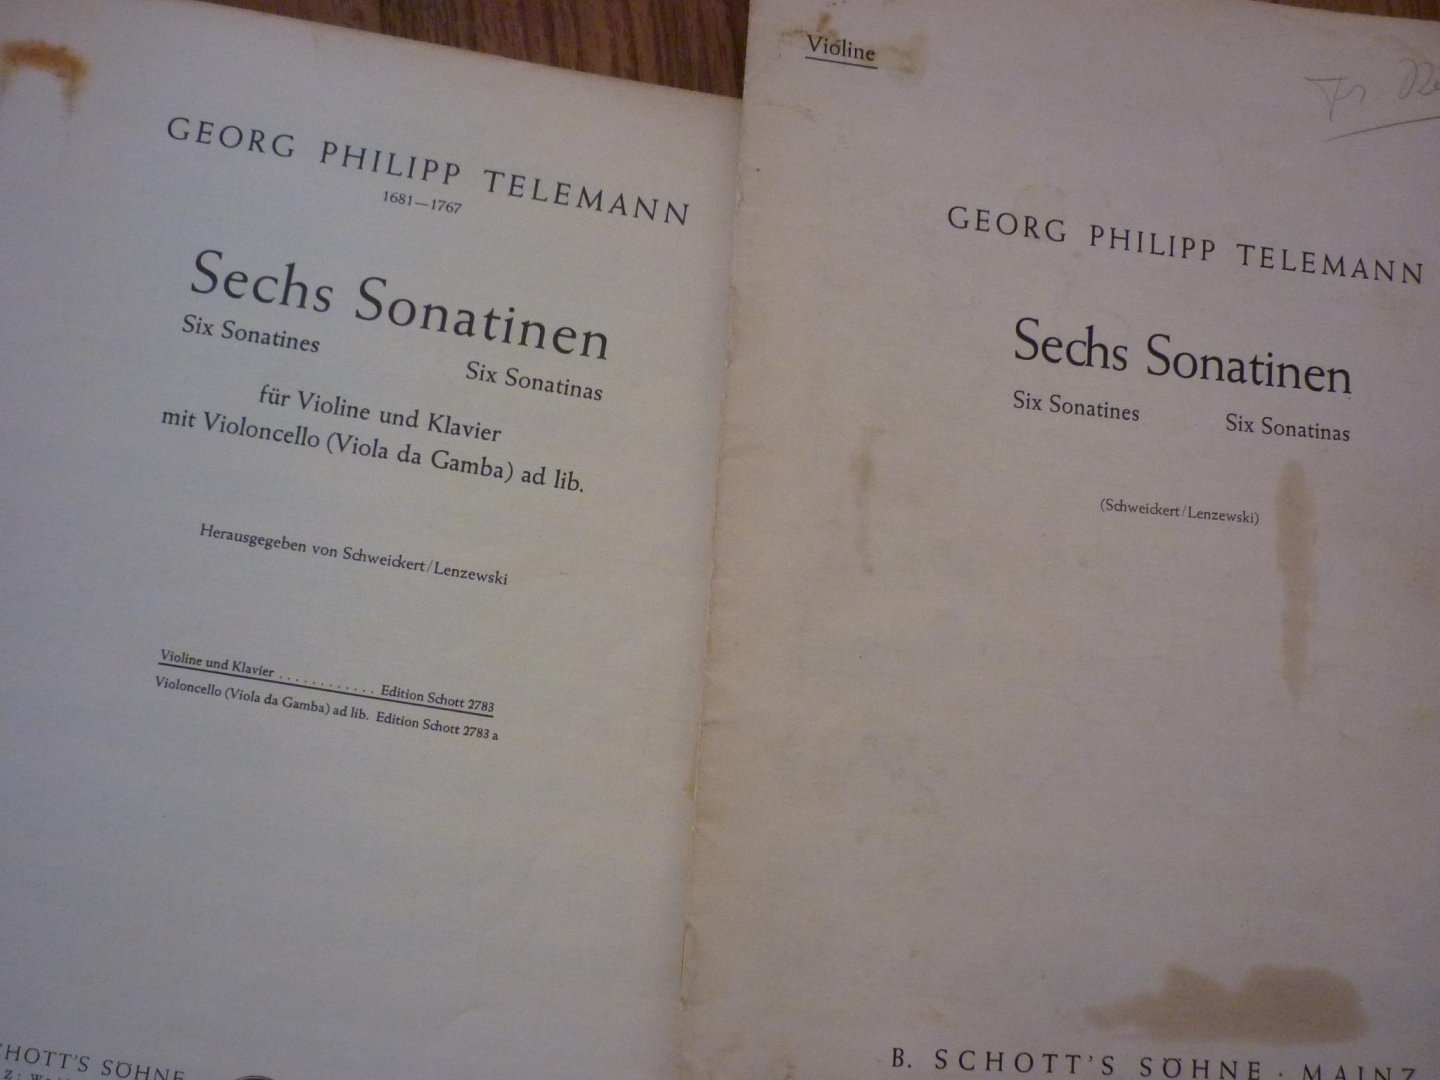 GEORG PHILIPP TELEMANN
1681—1767
Sechs Sonatinen
Six Sonatines
Six Sonatinas
für Violine und Klavier
mit Violoncello (Viola da Gamba) ad lib.
Herausgegeben von Schweickert/Lenzewski
Violine und Klavier . . . . . . . . . . . . Edition Schott 2783
Violoncello (Viola da Gamba) ad lib. Edition Schott 2783 a
CHOTT'S SÖHNE
Violine
GEORG PHILIPP TELEMANN
Sechs Sonatinen
Six Sonatines
Six Sonatinas
(Schweickert/Lenzewski)
B. SCHOTT'S SÖHNE · MAINZ